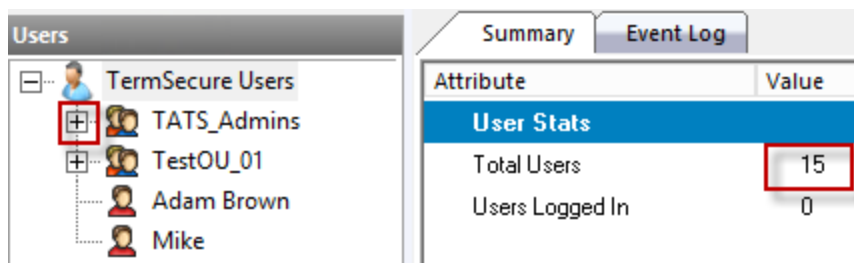 Users
TermSecure Users
TATS_Admins
TestOU_01
Adam Brown
Mike
Summary Event Log
Attribute Value
User Stats
Total Users 15
Users Logged In 0